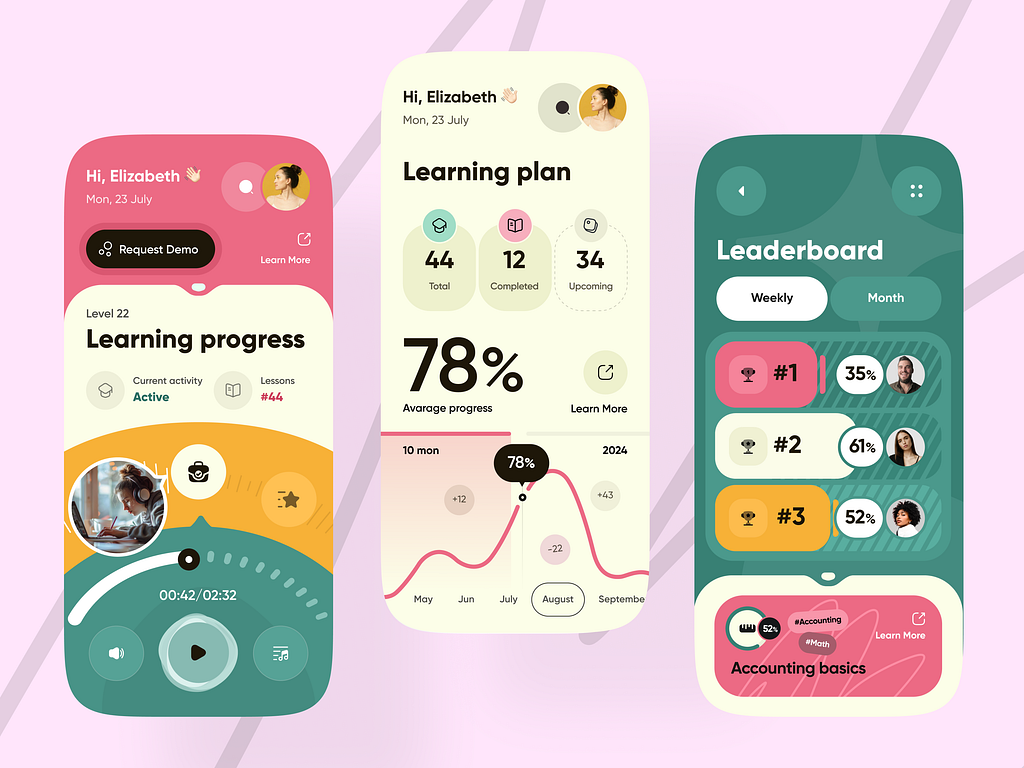 Hi, Elizabeth 👋🏻
Mon, 23 July
Request Demo
Learn More
Level 22
Learning progress
Current activity
Active
Lessons
#44
00:42/02:32
Hi, Elizabeth 👋🏻
Mon, 23 July
Learning plan
44
Total
12
Completed
34
Upcoming
78%
Avarage progress
Learn More
10 mon
2024
78%
+12
+43
-22
May
Jun
July
August
Septembe
Leaderboard
Weekly
Month
#1
35%
#2
61%
#3
52%
52%
#Accounting
#Math
Learn More
Accounting basics